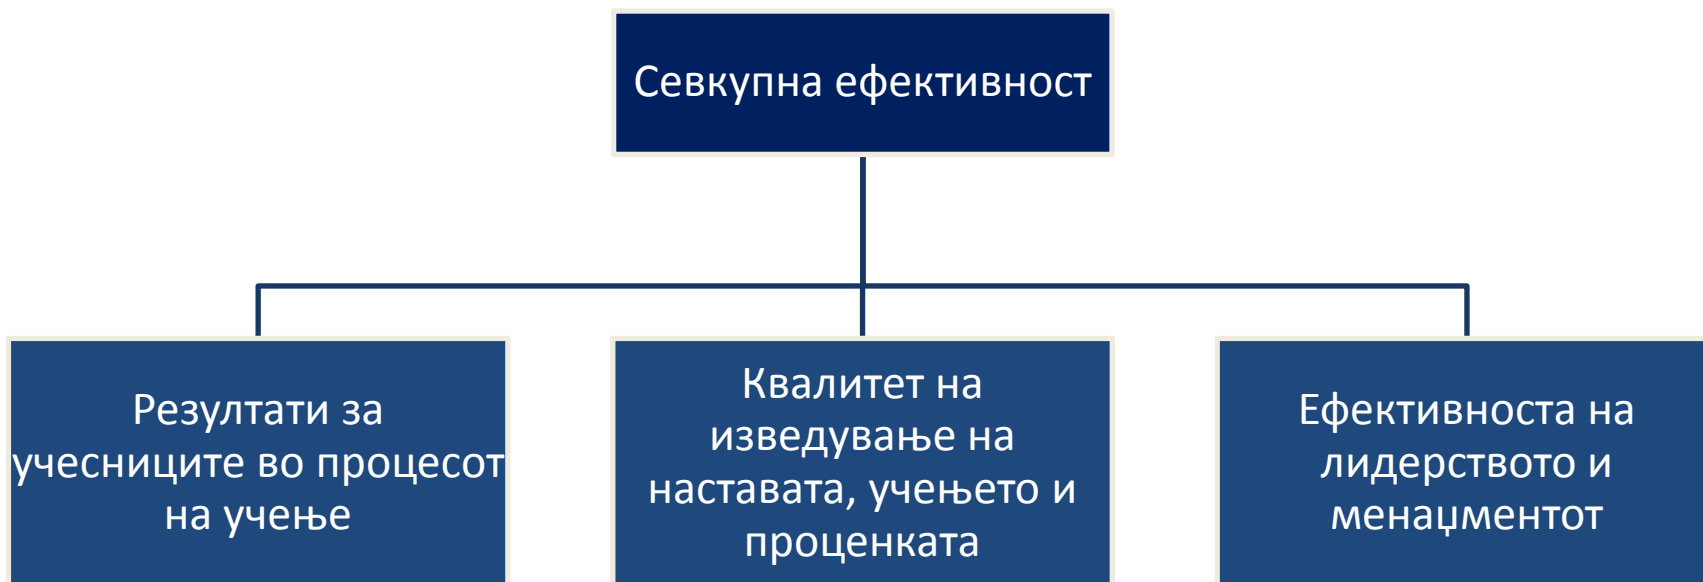 Севкупна ефективност
Резултати за
учесниците во процесот
на учење
Квалитет на
изведување на
наставата, учењето и
проценката
Ефективноста на
лидерството и
менаџментот